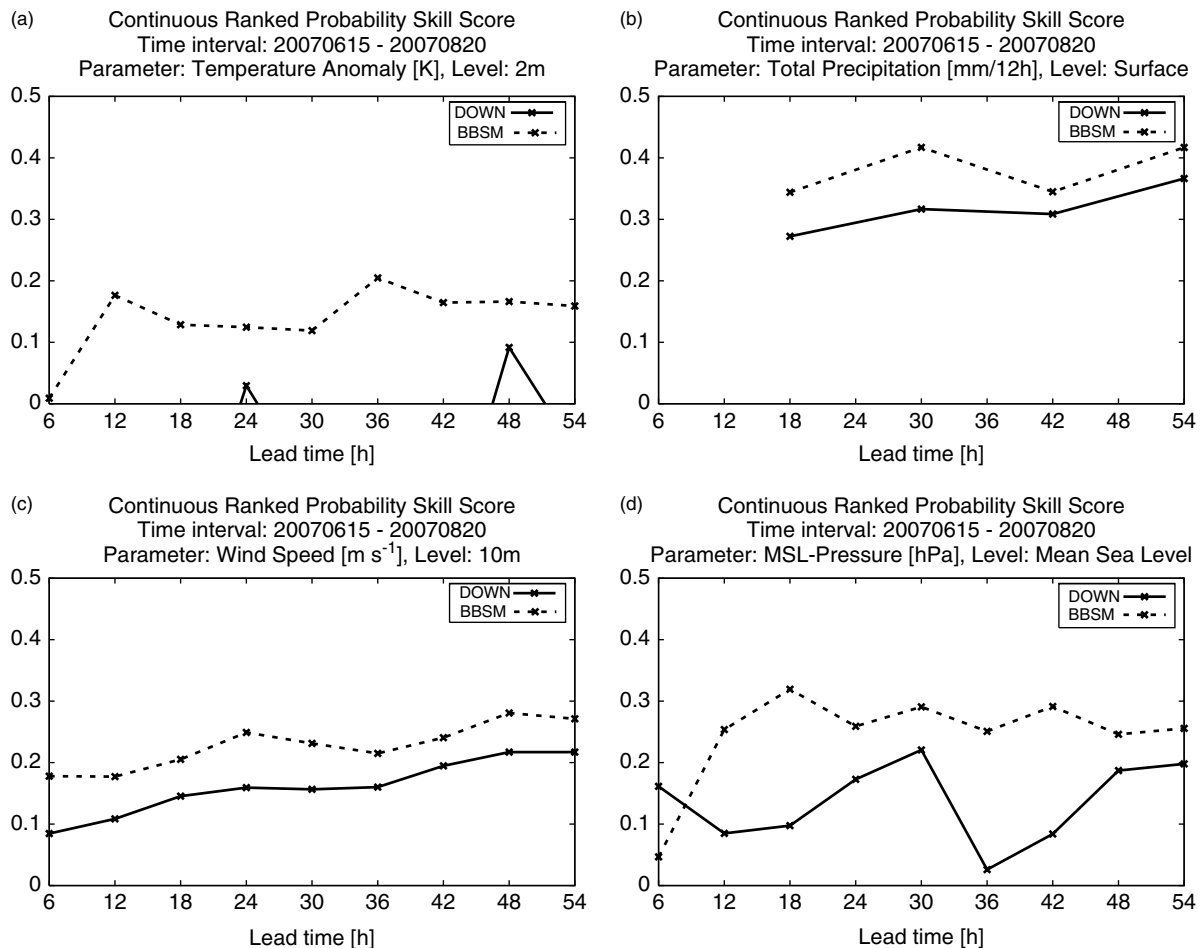 (a)
Continuous Ranked Probability Skill Score
Time interval: 20070615 - 20070820
Parameter: Temperature Anomaly [K], Level: 2m
0.5
0.4
0.3
0.2
0.1
0
DOWN
BBSM
6 12 18 24 30 36 42 48 54
Lead time [h]
(b)
Continuous Ranked Probability Skill Score
Time interval: 20070615 - 20070820
Parameter: Total Precipitation [mm/12h], Level: Surface
0.5
0.4
0.3
0.2
0.1
0
DOWN
BBSM
6 12 18 24 30 36 42 48 54
Lead time [h]
(c)
Continuous Ranked Probability Skill Score
Time interval: 20070615 - 20070820
Parameter: Wind Speed [m s⁻¹], Level: 10m
0.5
0.4
0.3
0.2
0.1
0
DOWN
BBSM
6 12 18 24 30 36 42 48 54
Lead time [h]
(d)
Continuous Ranked Probability Skill Score
Time interval: 20070615 - 20070820
Parameter: MSL-Pressure [hPa], Level: Mean Sea Level
0.5
0.4
0.3
0.2
0.1
0
DOWN
BBSM
6 12 18 24 30 36 42 48 54
Lead time [h]